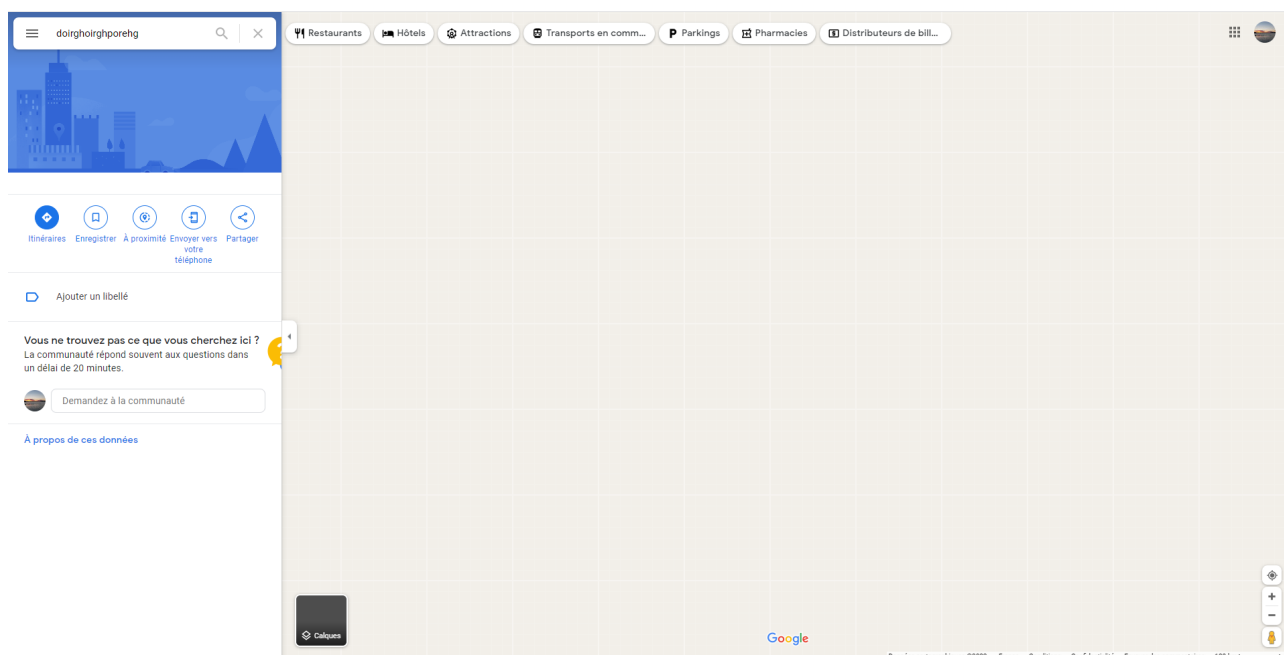 doirghoirghporehg
Restaurants
Hôtels
Attractions
Transports en comm...
P Parkings
Pharmacies
Distributeurs de bill...
Itinéraires
Enregistrer
À proximité
Envoyer vers
votre
téléphone
Partager
Ajouter un libellé
Vous ne trouvez pas ce que vous cherchez ici ?
La communauté répond souvent aux questions dans
un délai de 20 minutes.
Demandez à la communauté
À propos de ces données
Calques
Google